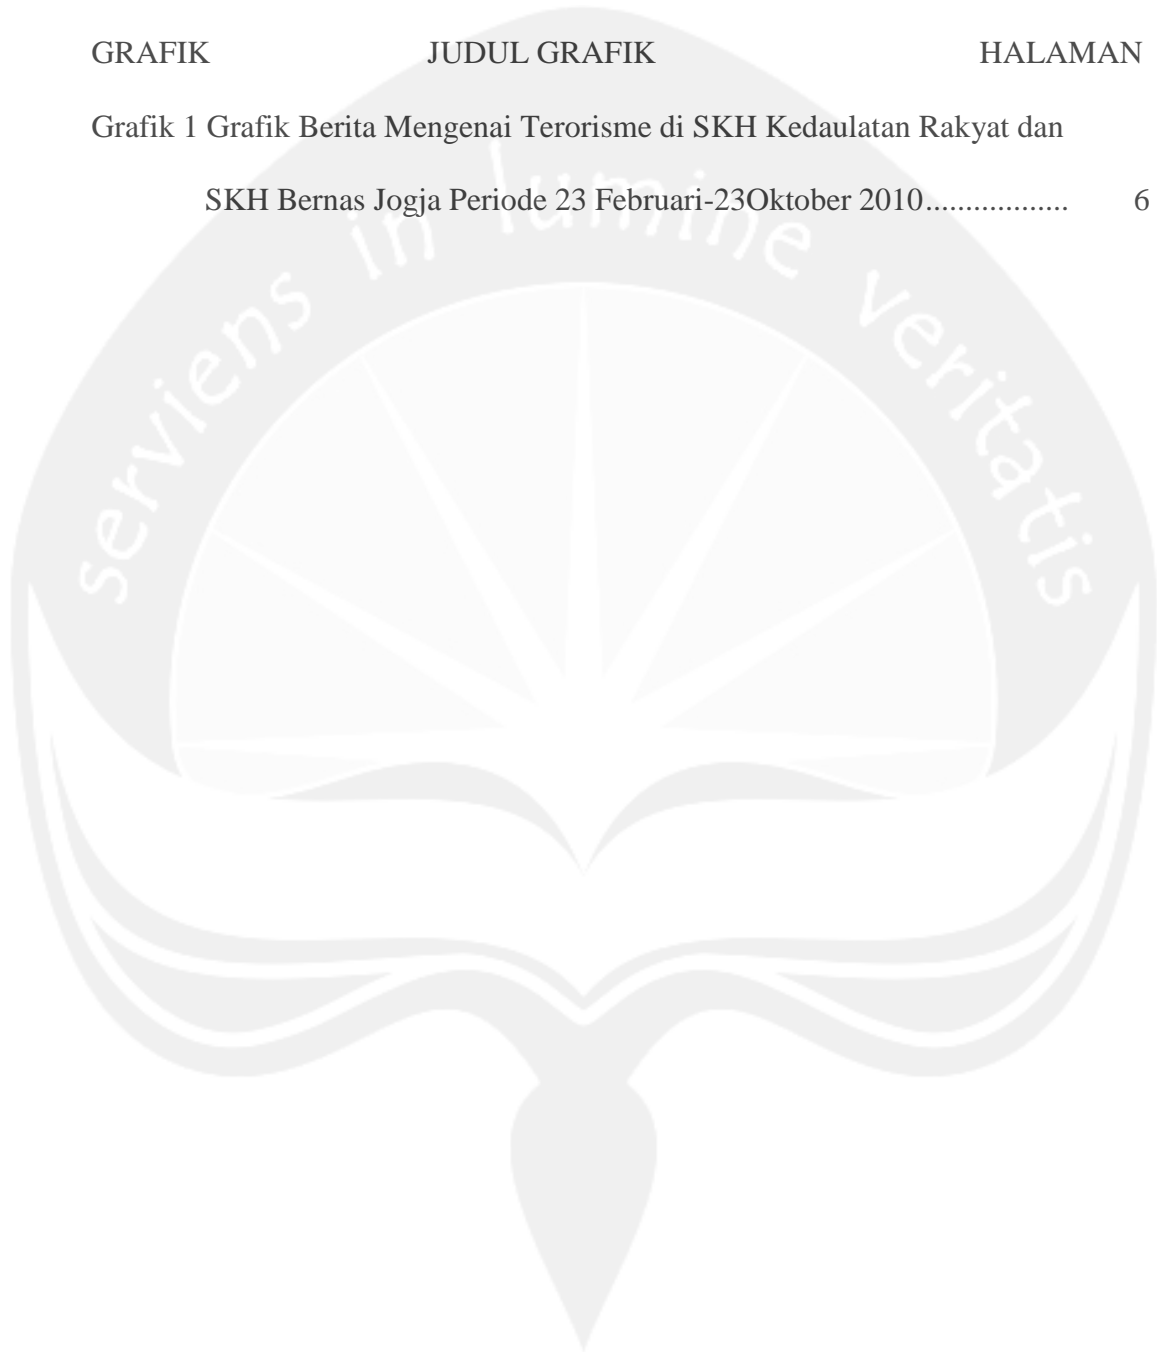 GRAFIK JUDUL GRAFIK HALAMAN
Grafik 1 Grafik Berita Mengenai Terorisme di SKH Kedaulatan Rakyat dan
SKH Bernas Jogja Periode 23 Februari-23Oktober 2010.................. 6
serviens in lumine veritatis